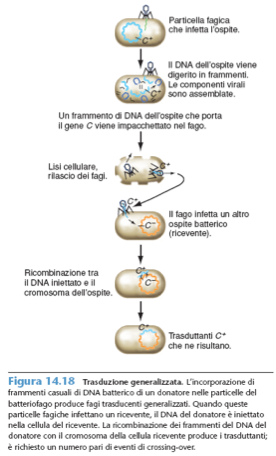 Particella fagica
che infetta l'ospite.
C⁺
Il DNA dell'ospite viene
digerito in frammenti.
Le componenti virali
sono assemblate.
Un frammento di DNA dell'ospite che porta
il gene C viene impacchettato nel fago.
Lisi cellulare,
rilascio dei fagi.
C⁺
C⁺
C⁻
Il fago infetta un altro
ospite batterico
(ricevente).
Ricombinazione tra
il DNA iniettato e il
cromosoma dell'ospite.
C⁺
C⁻
C⁺
Trasduttanti C⁺
che ne risultano.
Figura 14.18 Trasduzione generalizzata. L'incorporazione di
frammenti casuali di DNA batterico di un donatore nelle particelle del
batteriofago produce fagi trasducenti generalizzati. Quando queste
particelle fagiche infettano un ricevente, il DNA del donatore è iniettato
nella cellula del ricevente. La ricombinazione dei frammenti del DNA del
donatore con il cromosoma della cellula ricevente produce i trasduttanti;
è richiesto un numero pari di eventi di crossing-over.